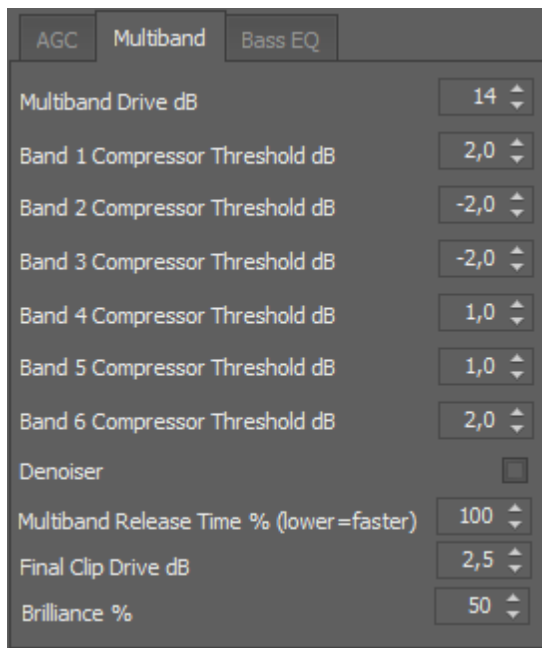 AGC Multiband Bass EQ
Multiband Drive dB 14
Band 1 Compressor Threshold dB 2,0
Band 2 Compressor Threshold dB -2,0
Band 3 Compressor Threshold dB -2,0
Band 4 Compressor Threshold dB 1,0
Band 5 Compressor Threshold dB 1,0
Band 6 Compressor Threshold dB 2,0
Denoiser
Multiband Release Time % (lower=faster) 100
Final Clip Drive dB 2,5
Brilliance % 50